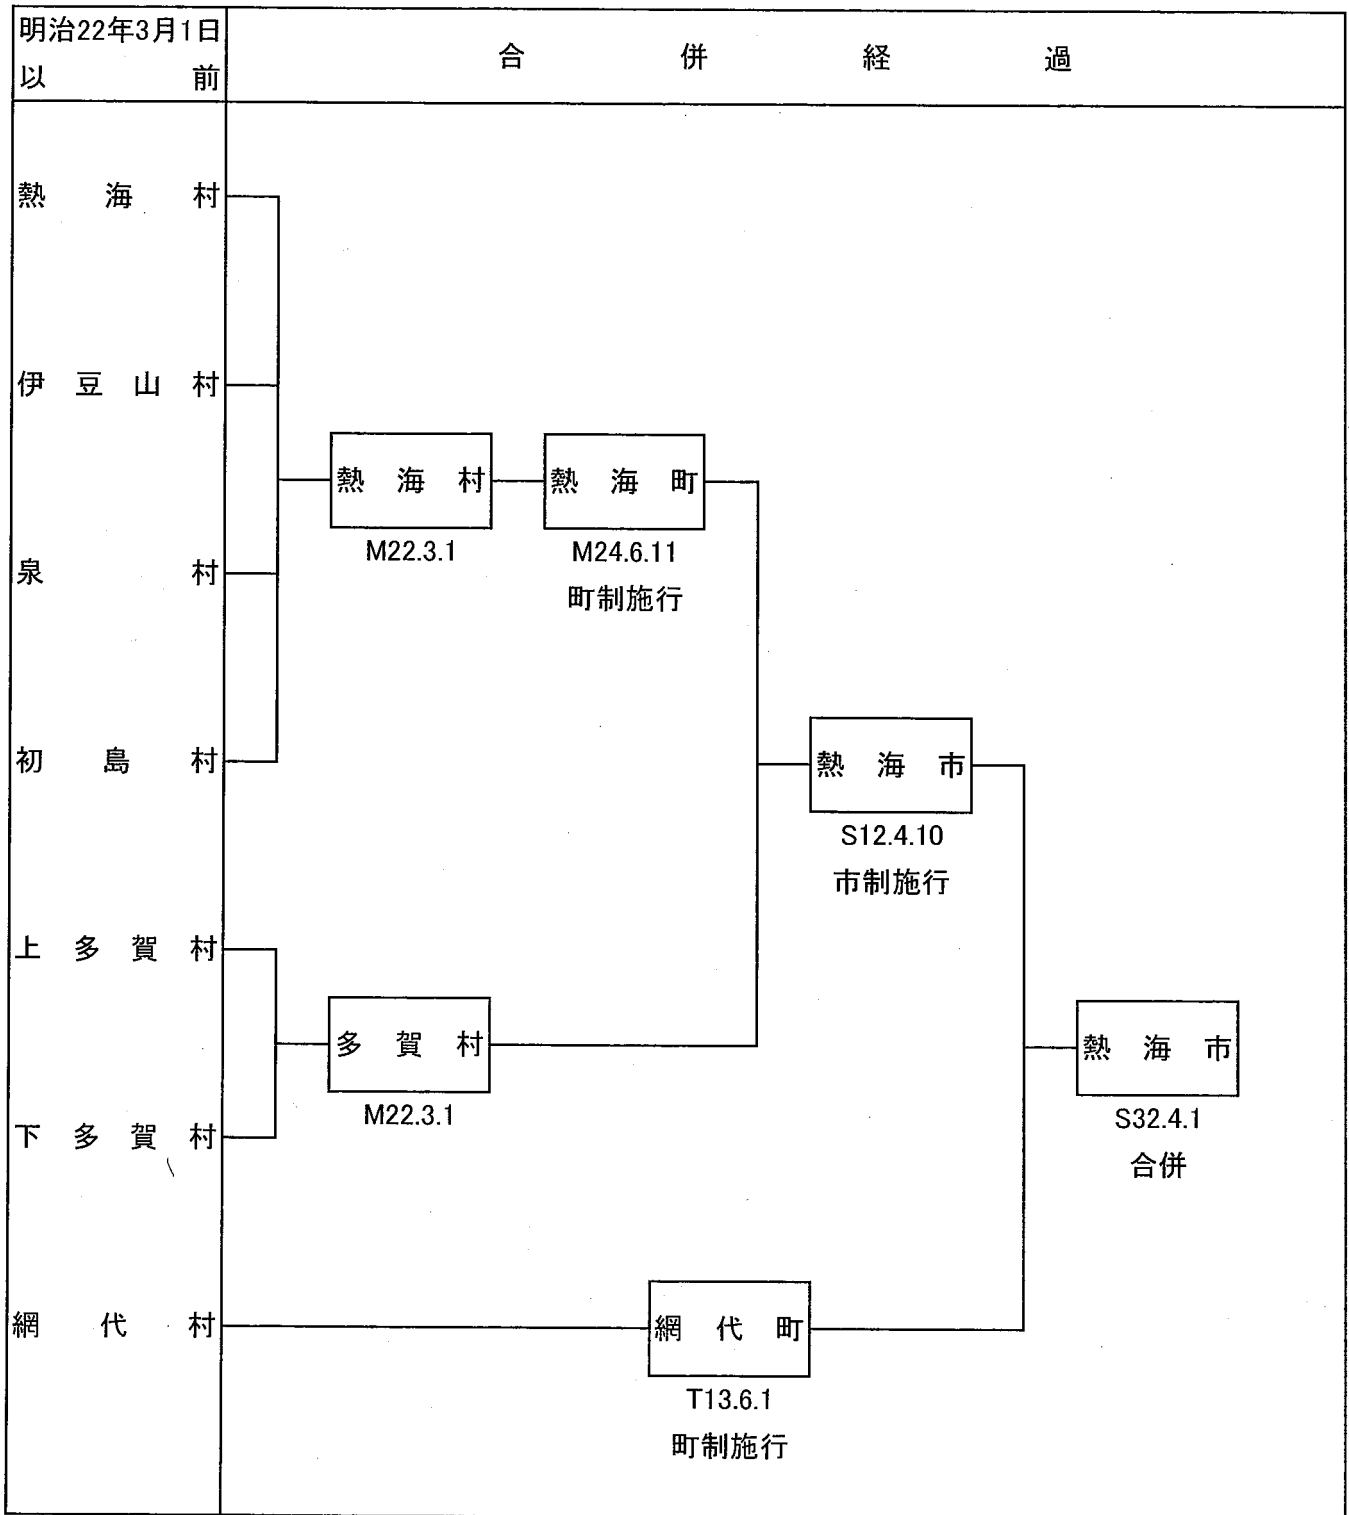 明治22年3月1日
以前
合併経過
熱海村
伊豆山村
熱海村
熱海町
M22.3.1
M24.6.11
町制施行
泉村
初島村
熱海市
S12.4.10
市制施行
上多賀村
多賀村
M22.3.1
下多賀村
熱海市
S32.4.1
合併
網代村
網代町
T13.6.1
町制施行